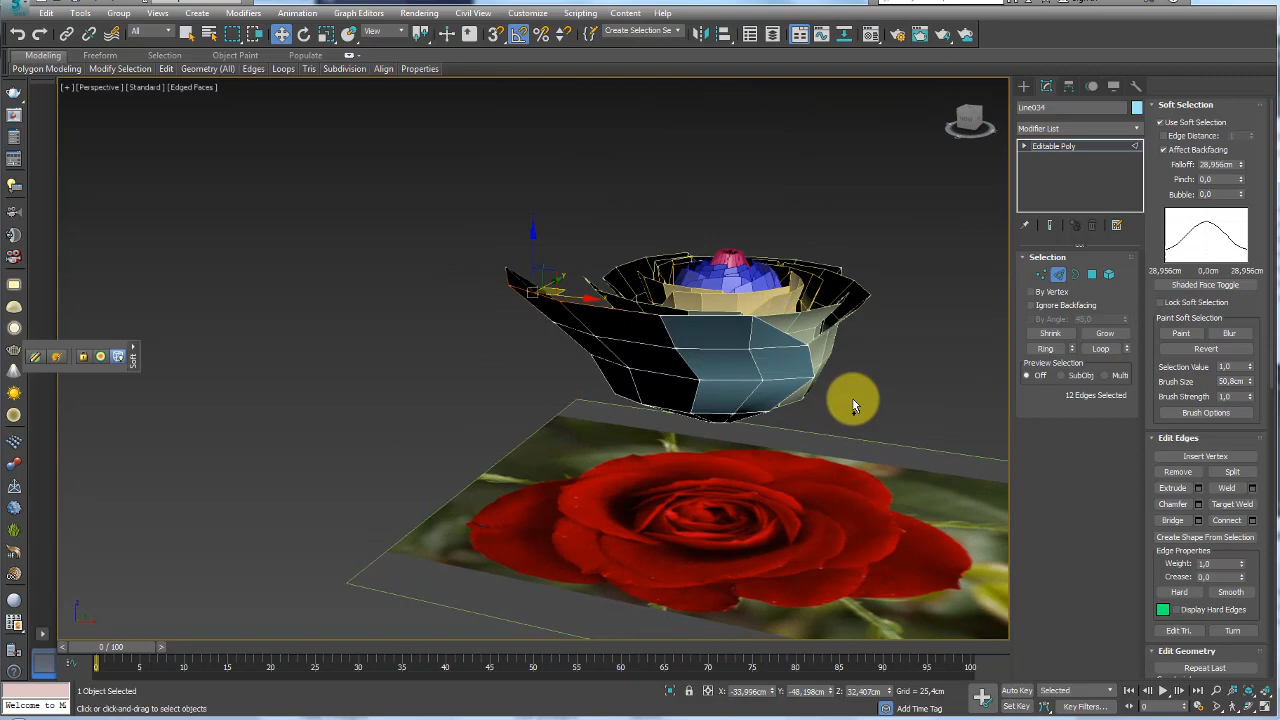 Edit Tools Group Views Create Modifiers Animation Graph Editors Rendering Civil View Customize Scripting Content Help
All View Create Selection Se
Modeling Freeform Selection Object Paint Populate
Polygon Modeling Modify Selection Edit Geometry (All) Edges Loops Tris Subdivision Align Properties
[+] [Perspective] [Standard] [Edged Faces]
Soft
Line034
Modifier List
Editable Poly
Selection
By Vertex
Ignore Backfacing
By Angle: 45,0
Shrink Grow
Ring Loop
Preview Selection
Off SubObj Multi
12 Edges Selected
Soft Selection
Use Soft Selection
Edge Distance: 1
Affect Backfacing
Falloff: 28,956cm
Pinch: 0,0
Bubble: 0,0
28,956cm 0,0cm 28,956cm
Shaded Face Toggle
Lock Soft Selection
Paint Soft Selection
Paint Blur
Revert
Selection Value 1,0
Brush Size 50,8cm
Brush Strength 1,0
Brush Options
Edit Edges
Insert Vertex
Remove Split
Extrude Weld
Chamfer Target Weld
Bridge Connect
Create Shape From Selection
Edge Properties
Weight: 1,0
Crease: 0,0
Hard Smooth
Display Hard Edges
Edit Tri. Turn
Edit Geometry
Repeat Last
0 / 100
0 5 10 15 20 25 30 35 40 45 50 55 60 65 70 75 80 85 90 95 100
1 Object Selected
X: -33,996cm Y: -48,198cm Z: 32,407cm Grid = 25,4cm
Auto Key Selected
Welcome to M
Click or click-and-drag to select objects
Add Time Tag
Set Key Key Filters... 0